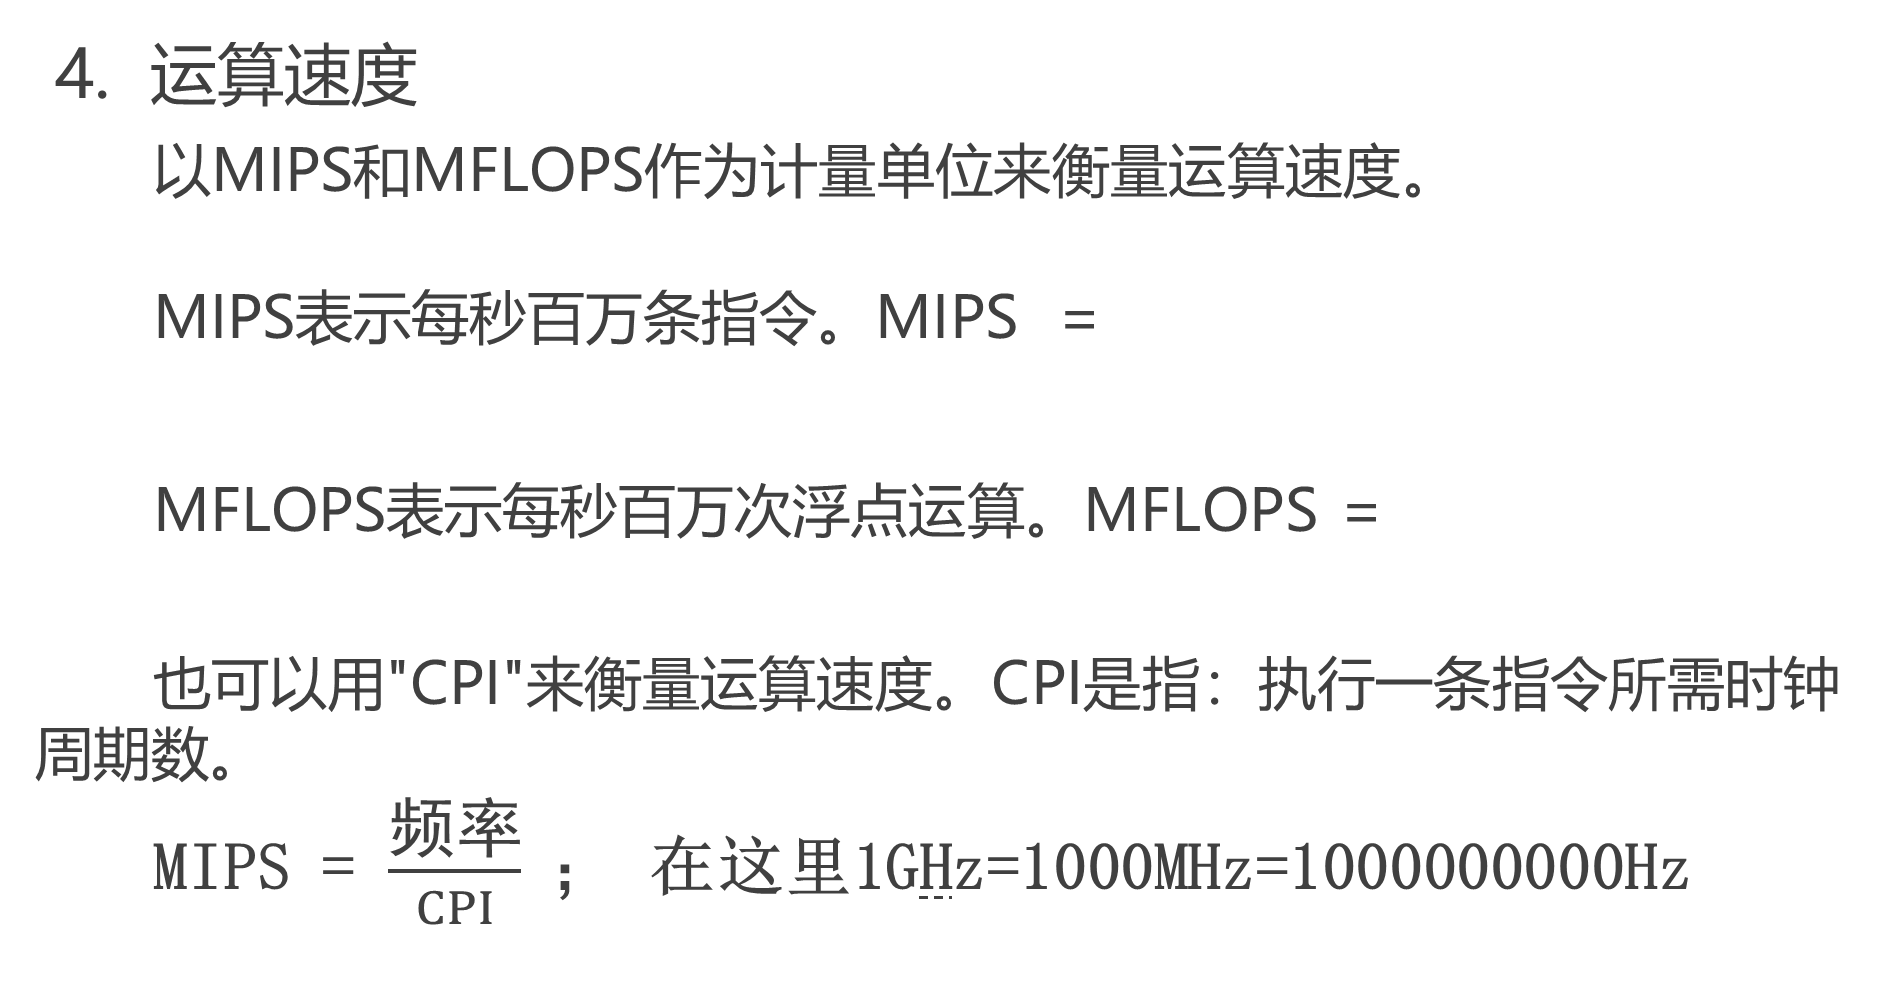 4. 运算速度
以MIPS和MFLOPS作为计量单位来衡量运算速度。
MIPS表示每秒百万条指令。MIPS =
MFLOPS表示每秒百万次浮点运算。MFLOPS =
也可以用"CPI"来衡量运算速度。CPI是指：执行一条指令所需时钟
周期数。
MIPS = 频率/CPI ； 在这里1GHz=1000MHz=1000000000Hz